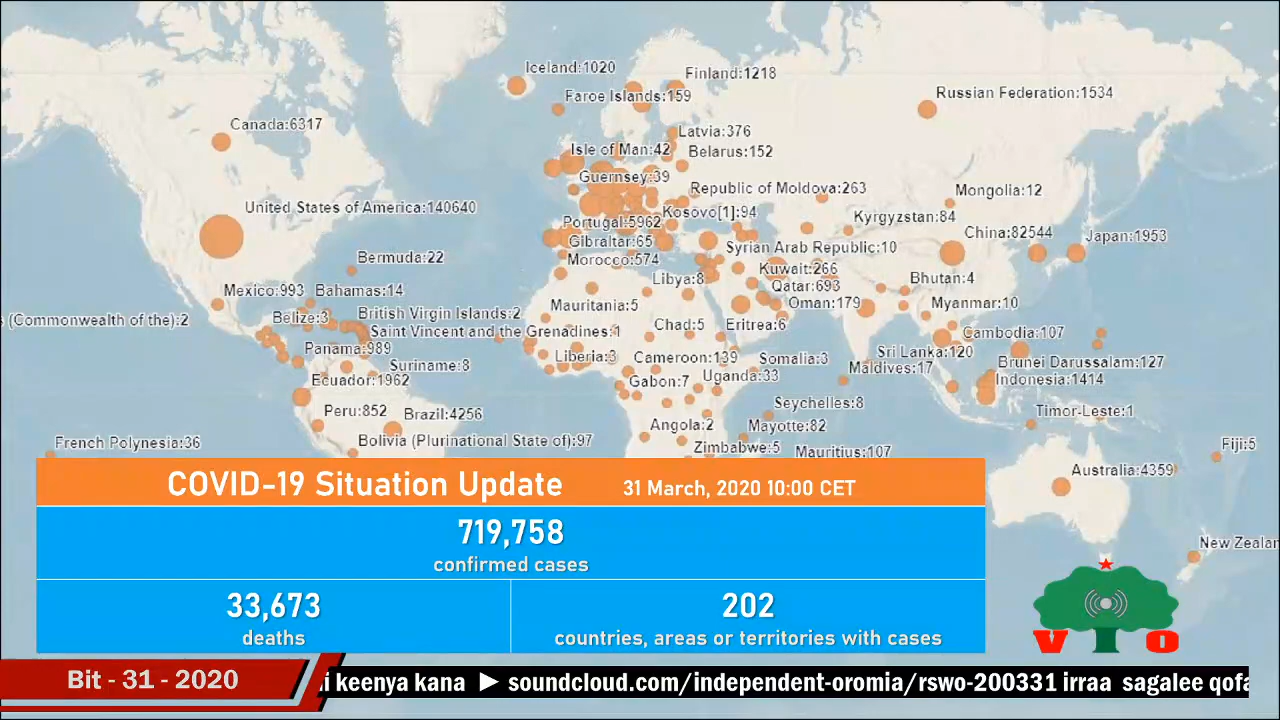 Iceland:1020
Finland:1218
Faroe Islands:159
Russian Federation:1534
Canada:6317
Latvia:376
Isle of Man:42
Belarus:152
Guernsey:39
Republic of Moldova:263
Mongolia:12
United States of America:140640
Kosovo[1]:94
Kyrgyzstan:84
Portugal:5962
China:82544
Japan:1953
Gibraltar:65
Syrian Arab Republic:10
Bermuda:22
Morocco:574
Kuwait:266
Libya:8
Bhutan:4
Qatar:693
Mexico:993
Bahamas:14
Oman:179
Myanmar:10
Mauritania:5
British Virgin Islands:2
(Commonwealth of the):2
Belize:3
Saint Vincent and the Grenadines:1
Chad:5
Eritrea:6
Cambodia:107
Panama:989
Sri Lanka:120
Liberia:3
Cameroon:139
Somalia:3
Brunei Darussalam:127
Suriname:8
Maldives:17
Ecuador:1962
Gabon:7
Uganda:33
Indonesia:1414
Seychelles:8
Peru:852
Brazil:4256
Timor-Leste:1
Angola:2
Mayotte:82
French Polynesia:36
Bolivia (Plurinational State of):97
Zimbabwe:5
Mauritius:107
Fiji:5
Australia:4359
COVID-19 Situation Update 31 March, 2020 10:00 CET
719,758
confirmed cases
New Zealan
33,673
deaths
202
countries, areas or territories with cases
V O
Bit - 31 - 2020
i keenya kana ► soundcloud.com/independent-oromia/rswo-200331 irraa sagalee qofa